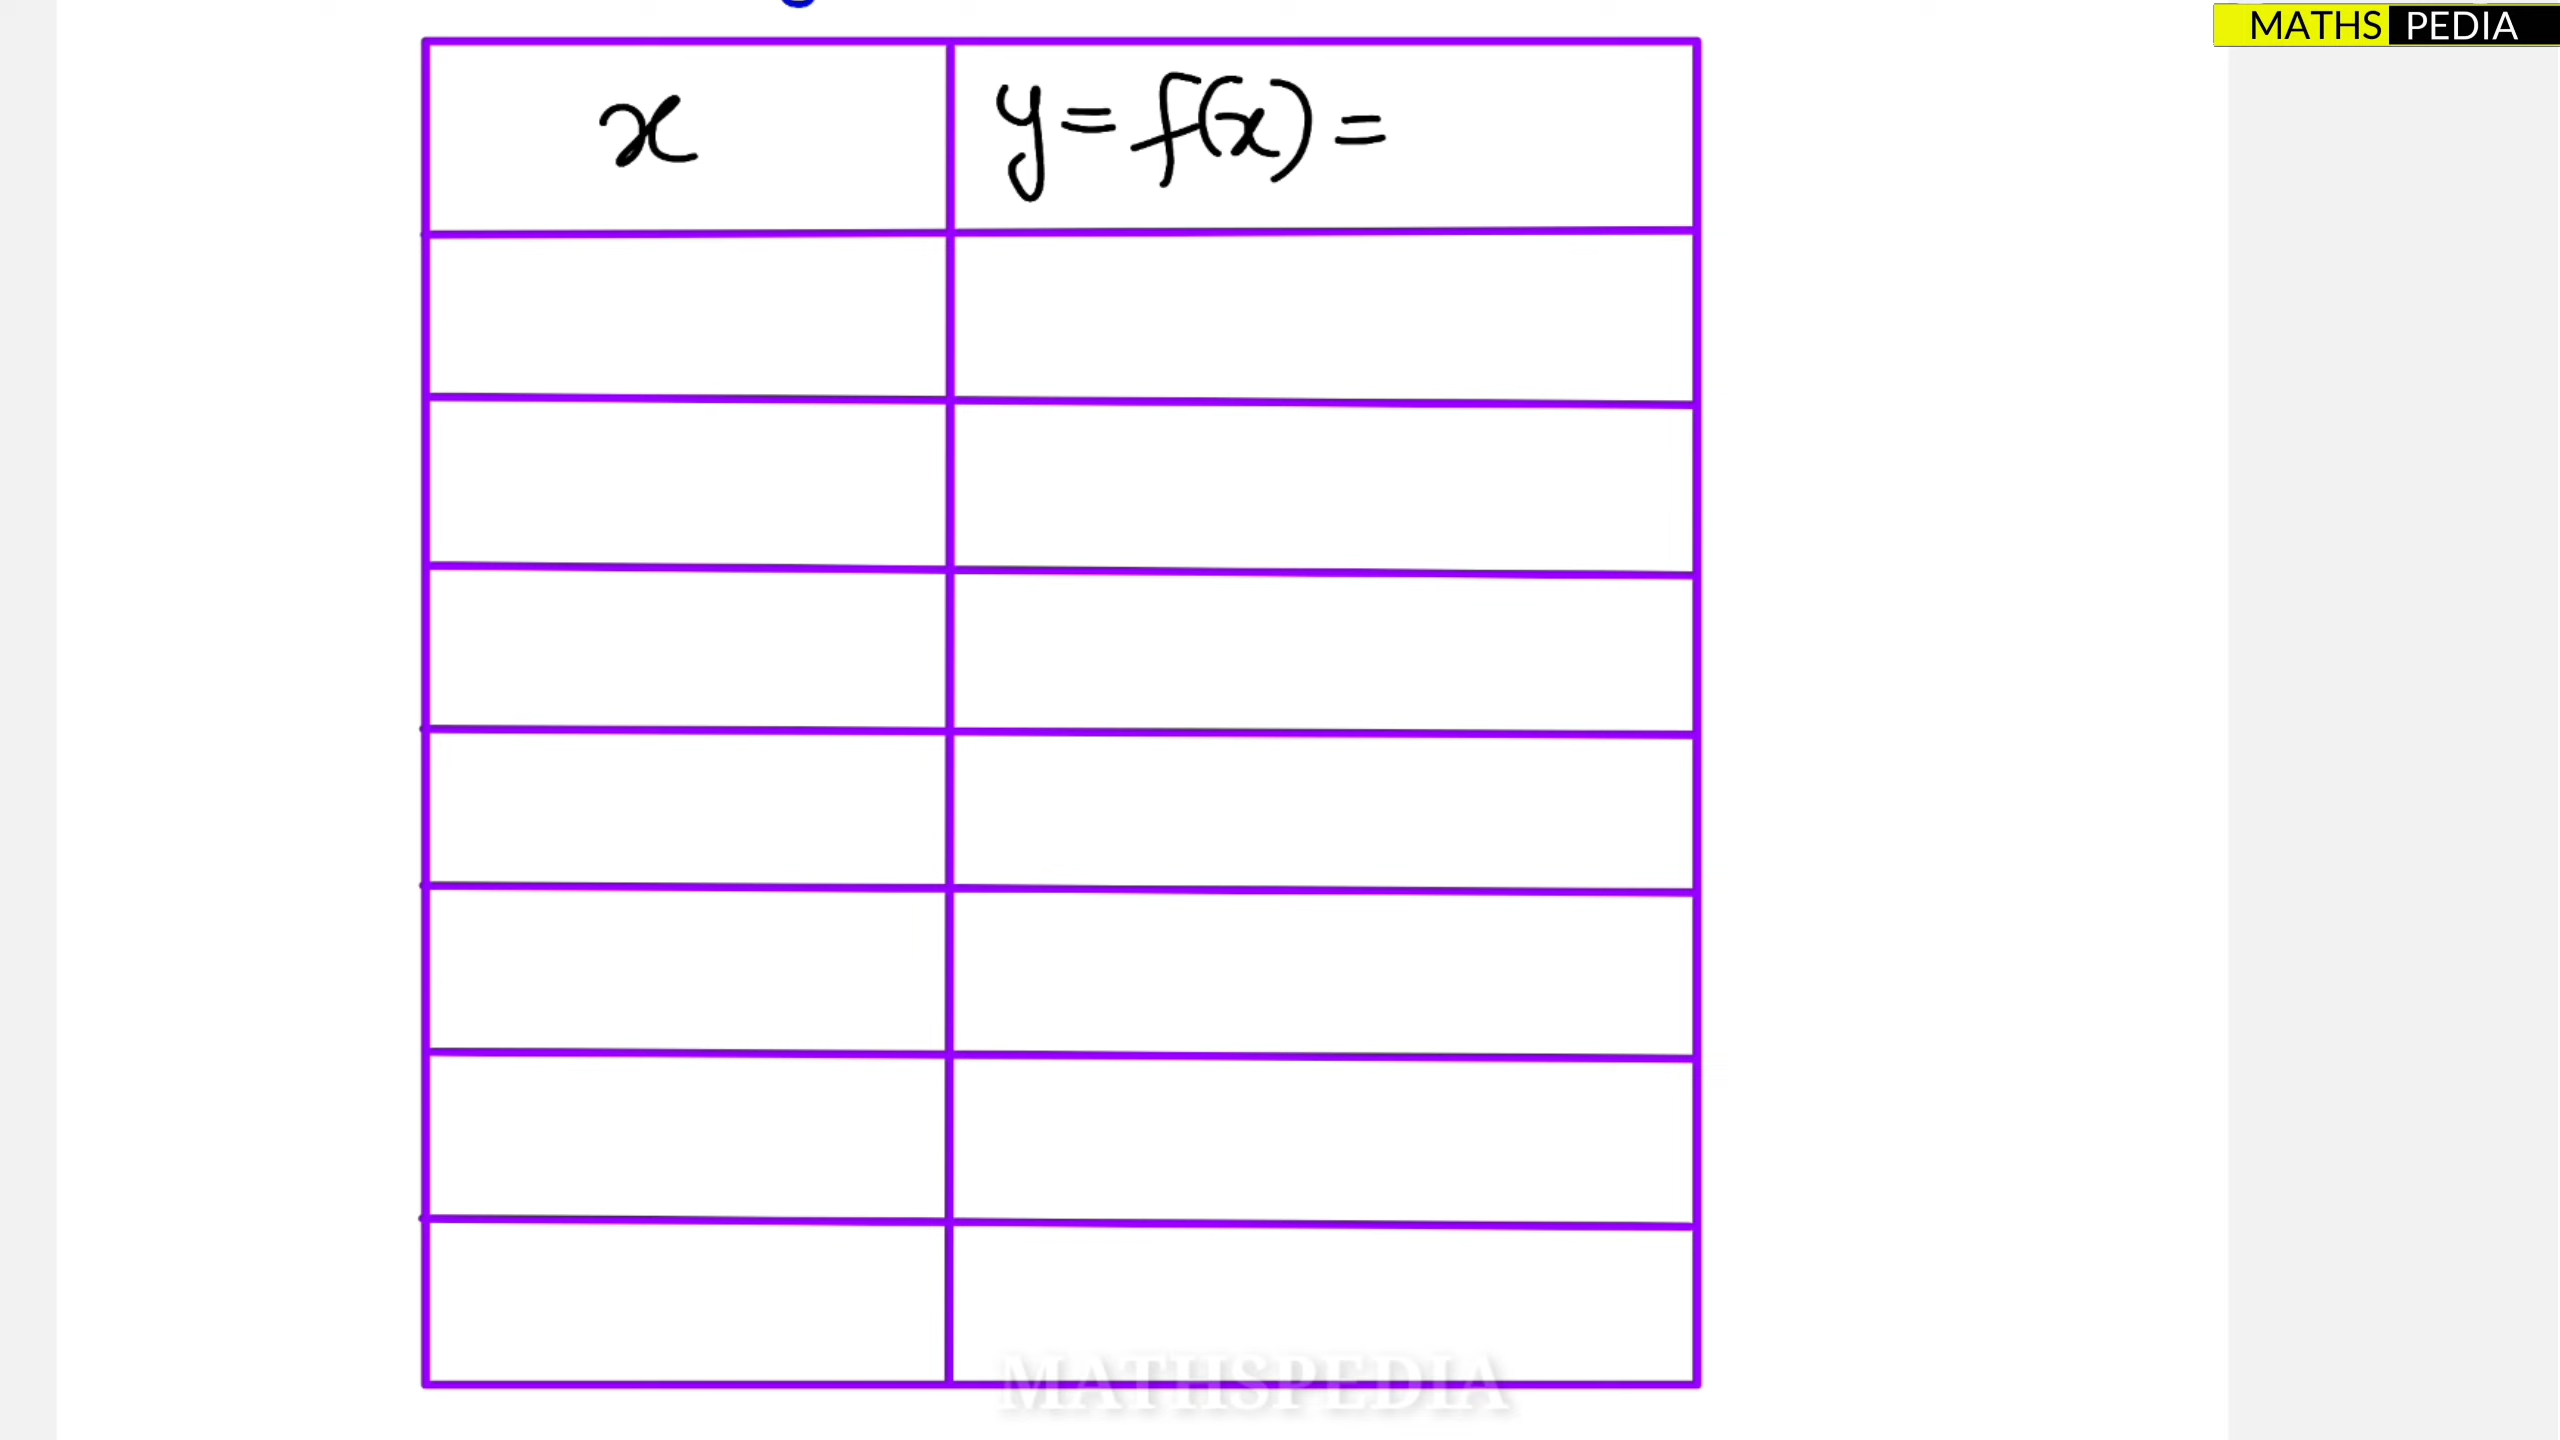 MATHS PEDIA
x y = f(x) =
MATHSPEDIA